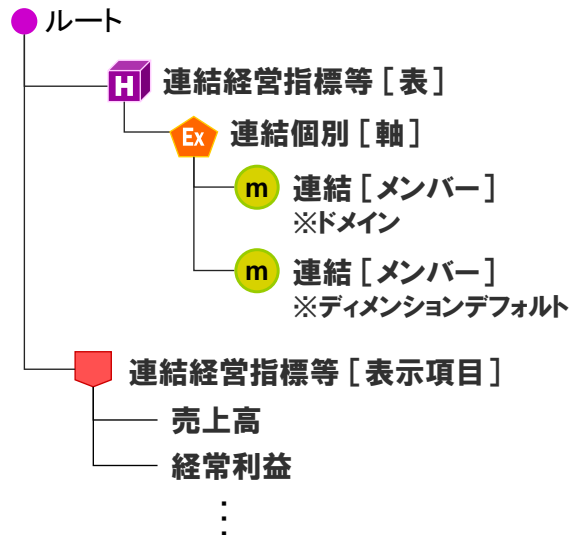 ルート
H 連結経営指標等［表］
Ex 連結個別［軸］
m 連結［メンバー］
※ドメイン
m 連結［メンバー］
※ディメンションデフォルト
連結経営指標等［表示項目］
売上高
経常利益
⋮